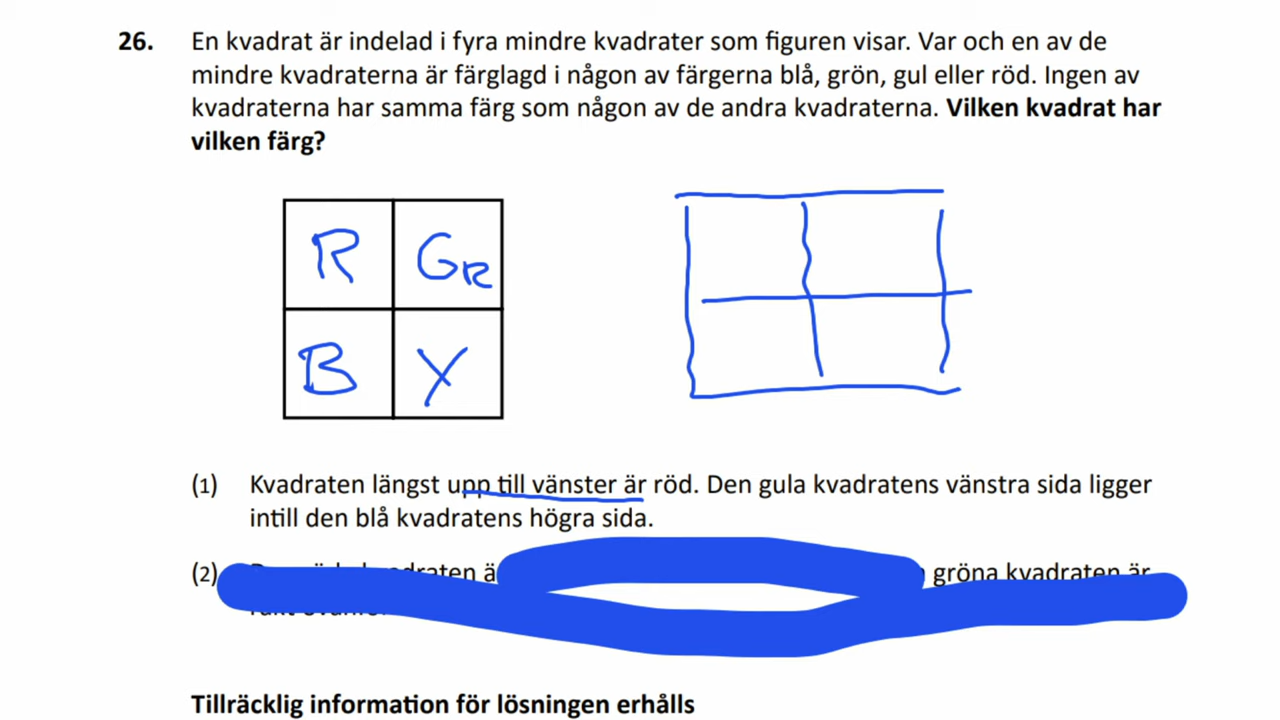 26. En kvadrat är indelad i fyra mindre kvadrater som figuren visar. Var och en av de
mindre kvadraterna är färglagd i någon av färgerna blå, grön, gul eller röd. Ingen av
kvadraterna har samma färg som någon av de andra kvadraterna. Vilken kvadrat har
vilken färg?
R GR
B Y
(1) Kvadraten längst upp till vänster är röd. Den gula kvadratens vänstra sida ligger
intill den blå kvadratens högra sida.
(2) gröna kvadraten är
Tillräcklig information för lösningen erhålls